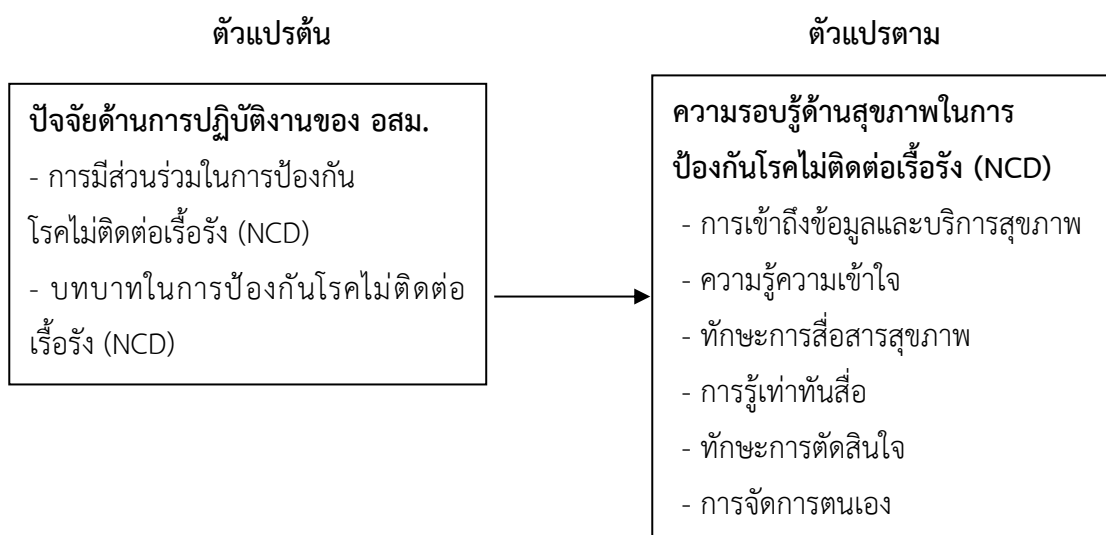 ตัวแปรต้น
ปัจจัยด้านการปฏิบัติงานของ อสม.
- การมีส่วนร่วมในการป้องกัน
โรคไม่ติดต่อเรื้อรัง (NCD)
- บทบาทในการป้องกันโรคไม่ติดต่อ
เรื้อรัง (NCD)
ตัวแปรตาม
ความรอบรู้ด้านสุขภาพในการ
ป้องกันโรคไม่ติดต่อเรื้อรัง (NCD)
- การเข้าถึงข้อมูลและบริการสุขภาพ
- ความรู้ความเข้าใจ
- ทักษะการสื่อสารสุขภาพ
- การรู้เท่าทันสื่อ
- ทักษะการตัดสินใจ
- การจัดการตนเอง